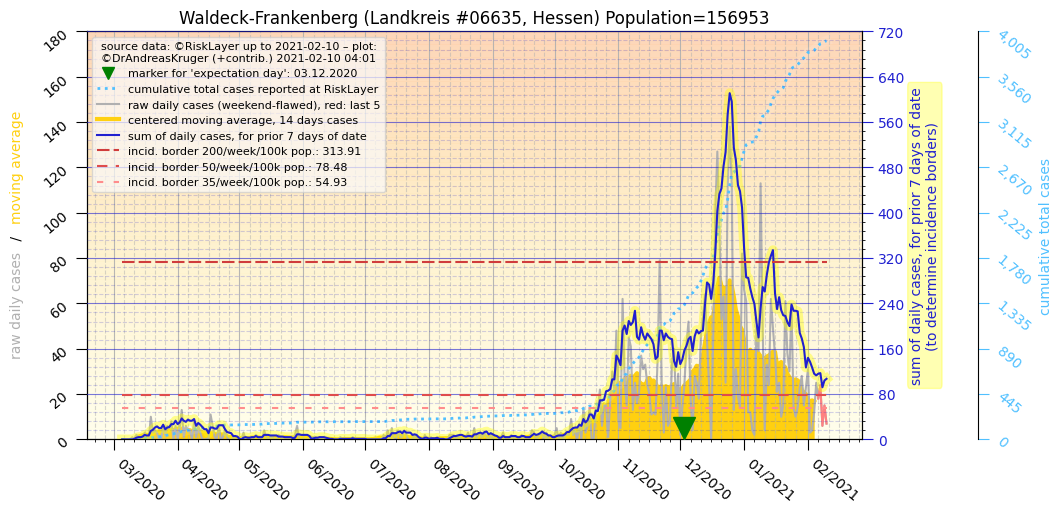 Waldeck-Frankenberg (Landkreis #06635, Hessen) Population=156953
source data: ©RiskLayer up to 2021-02-10 – plot:
©DrAndreasKruger (+contrib.) 2021-02-10 04:01
marker for 'expectation day': 03.12.2020
cumulative total cases reported at RiskLayer
raw daily cases (weekend-flawed), red: last 5
centered moving average, 14 days cases
sum of daily cases, for prior 7 days of date
incid. border 200/week/100k pop.: 313.91
incid. border 50/week/100k pop.: 78.48
incid. border 35/week/100k pop.: 54.93
raw daily cases / moving average
180
160
140
120
100
80
60
40
20
0
03/2020
04/2020
05/2020
06/2020
07/2020
08/2020
09/2020
10/2020
11/2020
12/2020
01/2021
02/2021
720
640
560
480
400
320
240
160
80
0
sum of daily cases, for prior 7 days of date
(to determine incidence borders)
4,005
3,560
3,115
2,670
2,225
1,780
1,335
890
445
0
cumulative total cases